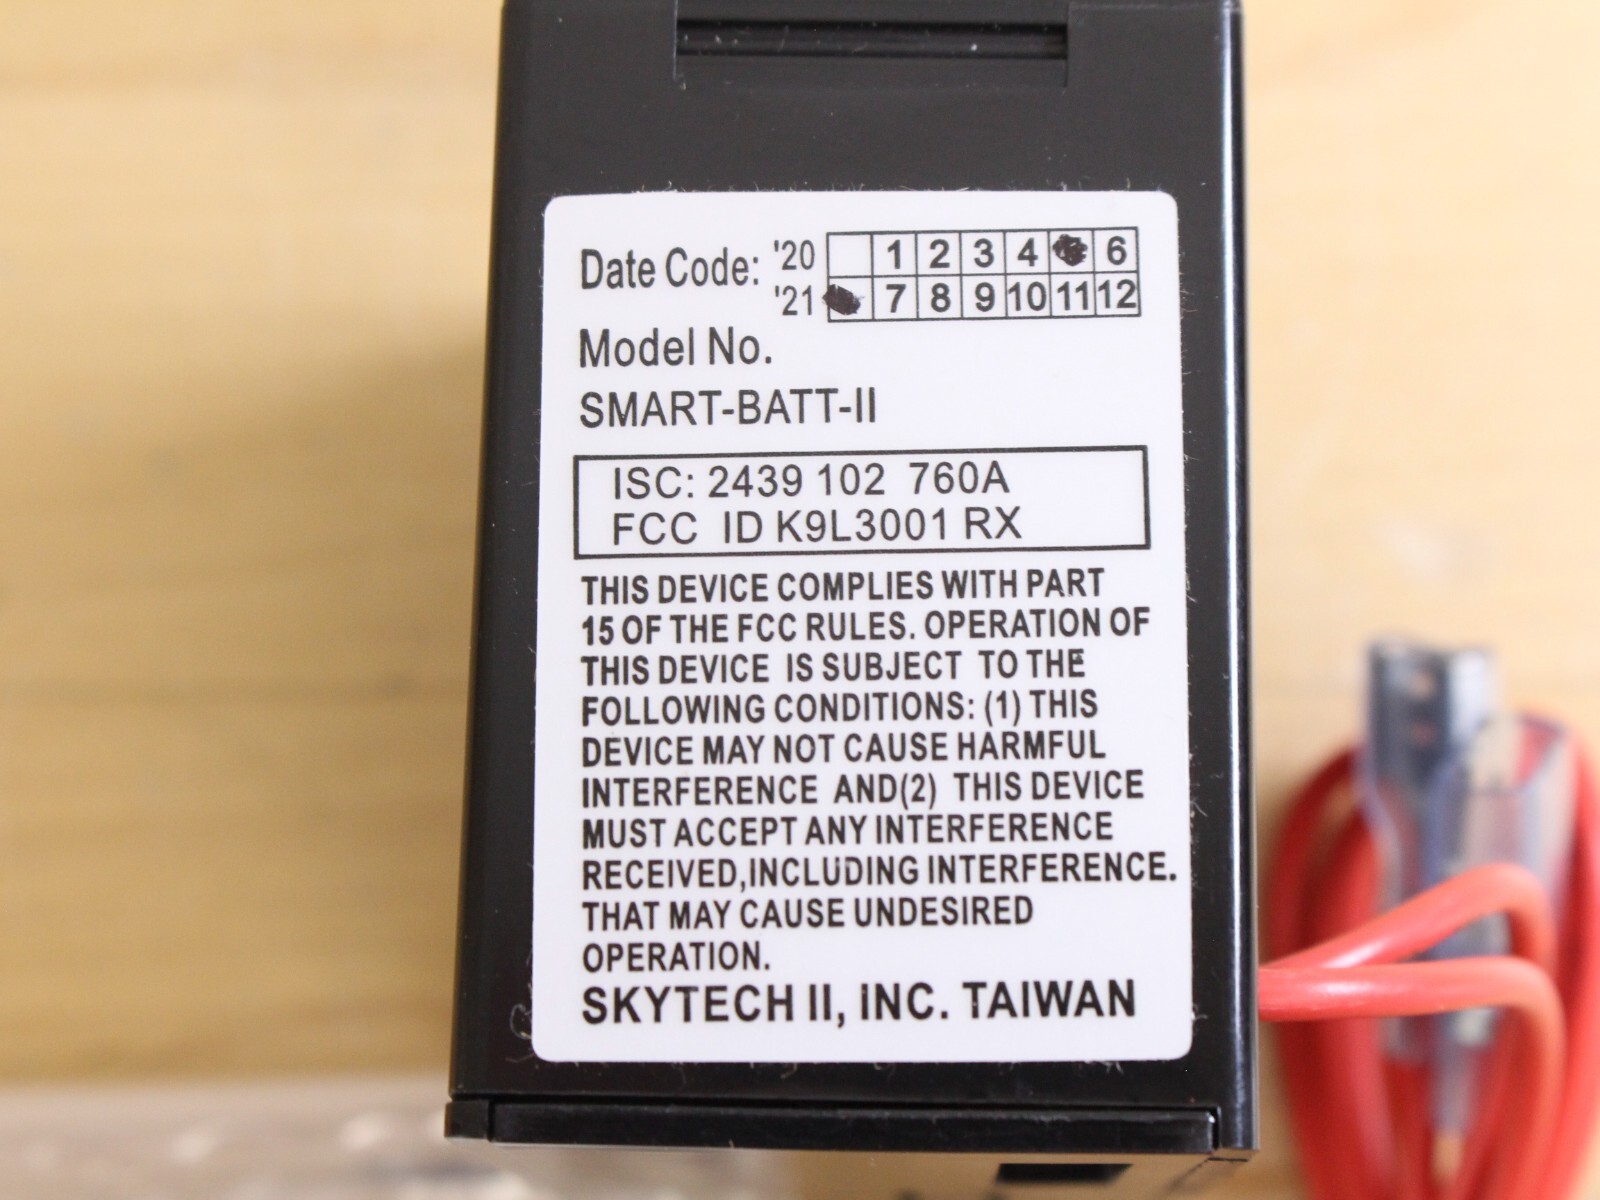 Date Code: '20 1 2 3 4 6
'21 7 8 9 10 11 12
Model No.
SMART-BATT-II
ISC: 2439 102 760A
FCC ID K9L3001 RX
THIS DEVICE COMPLIES WITH PART
15 OF THE FCC RULES. OPERATION OF
THIS DEVICE IS SUBJECT TO THE
FOLLOWING CONDITIONS: (1) THIS
DEVICE MAY NOT CAUSE HARMFUL
INTERFERENCE AND(2) THIS DEVICE
MUST ACCEPT ANY INTERFERENCE
RECEIVED,INCLUDING INTERFERENCE.
THAT MAY CAUSE UNDESIRED
OPERATION.
SKYTECH II, INC. TAIWAN